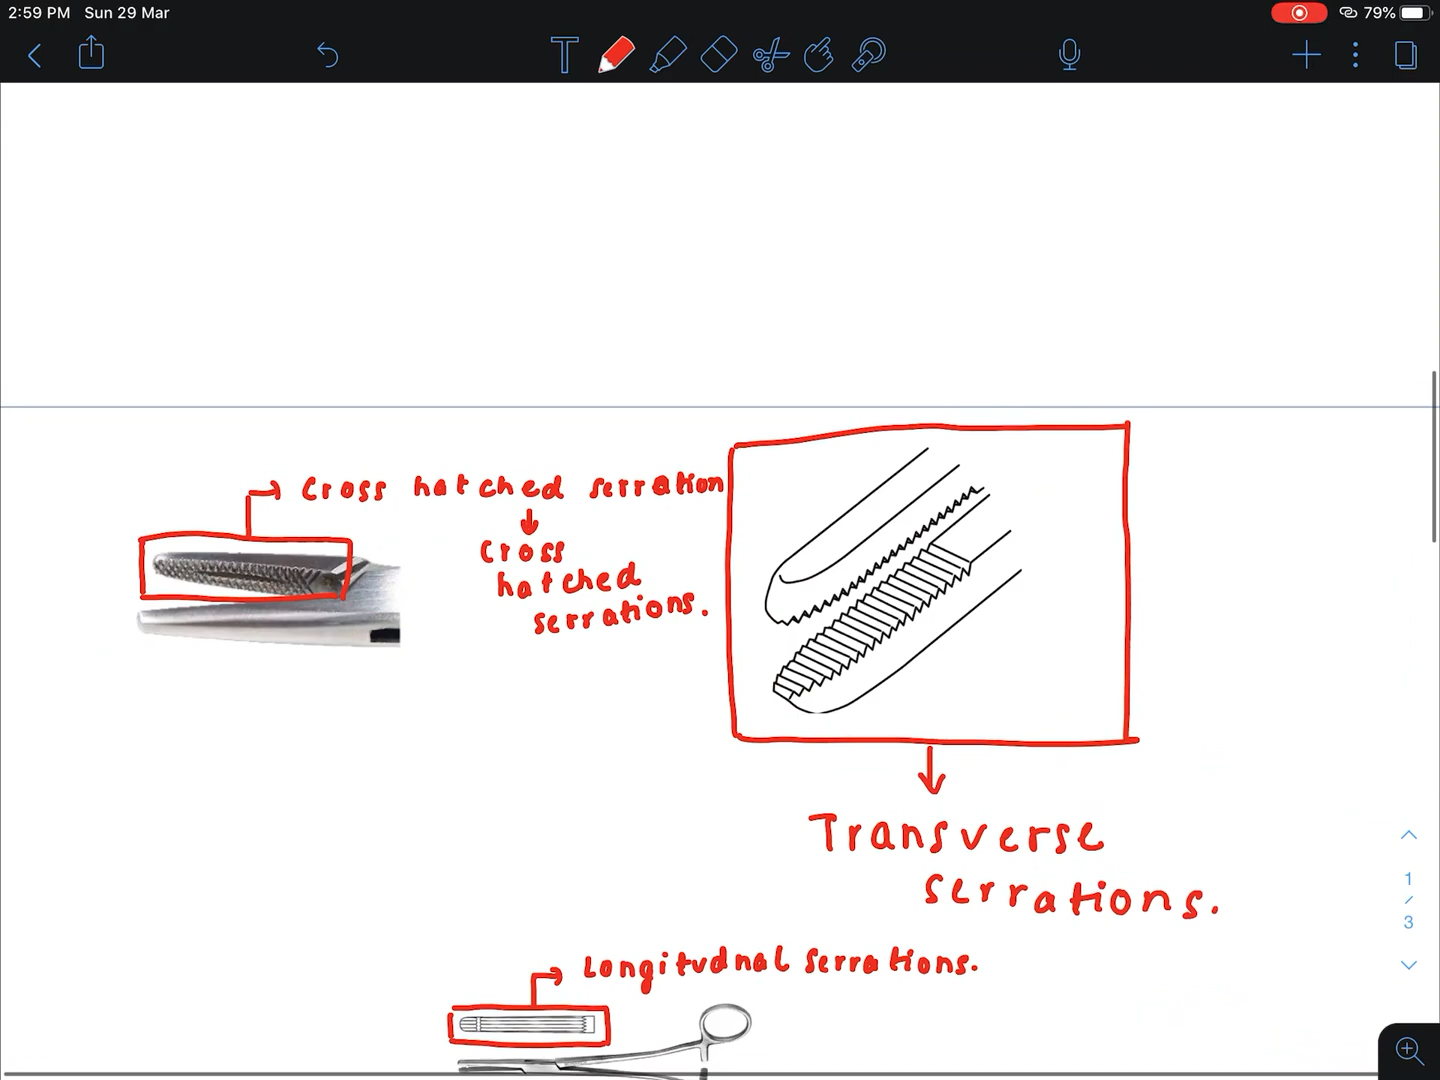 2:59 PM Sun 29 Mar
79%
T
Cross hatched serration
Cross
hatched
serrations.
Transverse
serrations.
1
/
3
Longitudnal serrations.